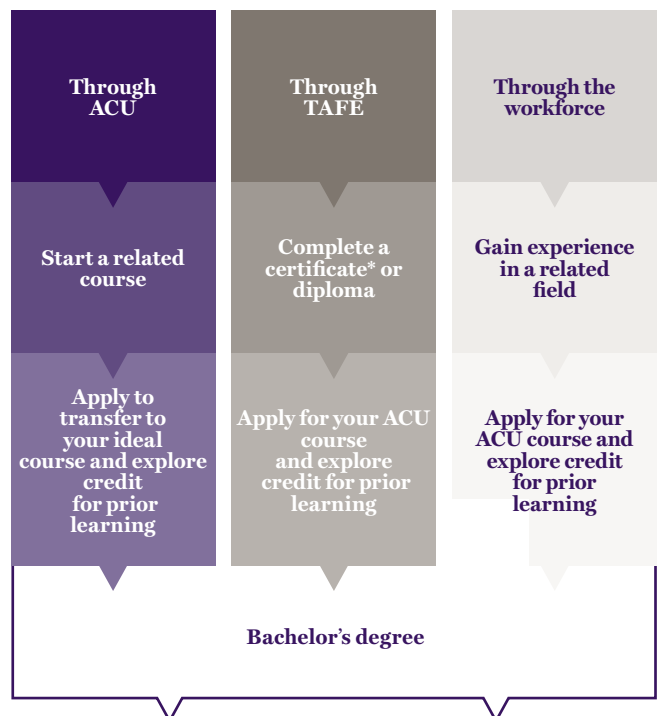 Through
ACU
Start a related
course
Apply to
transfer to
your ideal
course and explore
credit
for prior
learning
Through
TAFE
Complete a
certificate* or
diploma
Apply for your ACU
course
and explore
credit for prior
learning
Through the
workforce
Gain experience
in a related
field
Apply for your
ACU course and
explore credit
for prior
learning
Bachelor’s degree